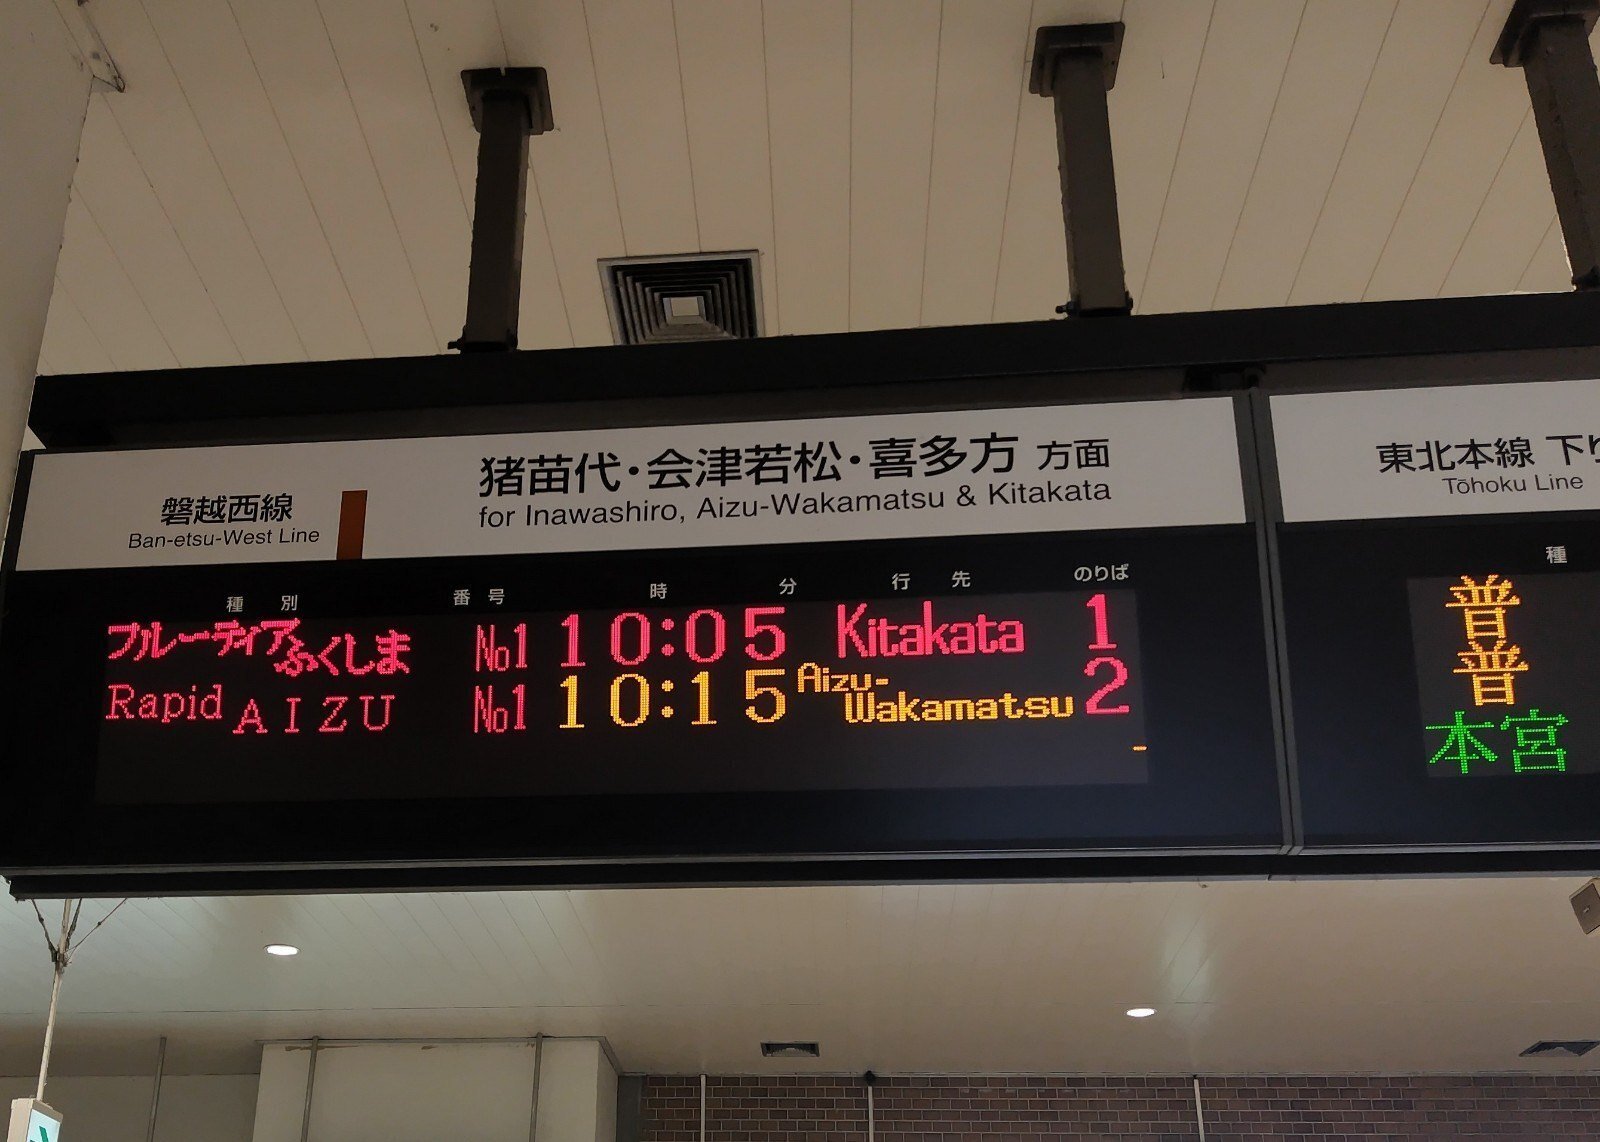 猪苗代・会津若松・喜多方 方面
for Inawashiro, Aizu-Wakamatsu & Kitakata
磐越西線
Ban-etsu-West Line
種 別 番 号 時 分 行 先 のりば
フルーティアふくしま No1 10:05 Kitakata 1
Rapid AIZU No1 10:15 Aizu-Wakamatsu 2
東北本線 下り
Tōhoku Line
種
普
普
本宮